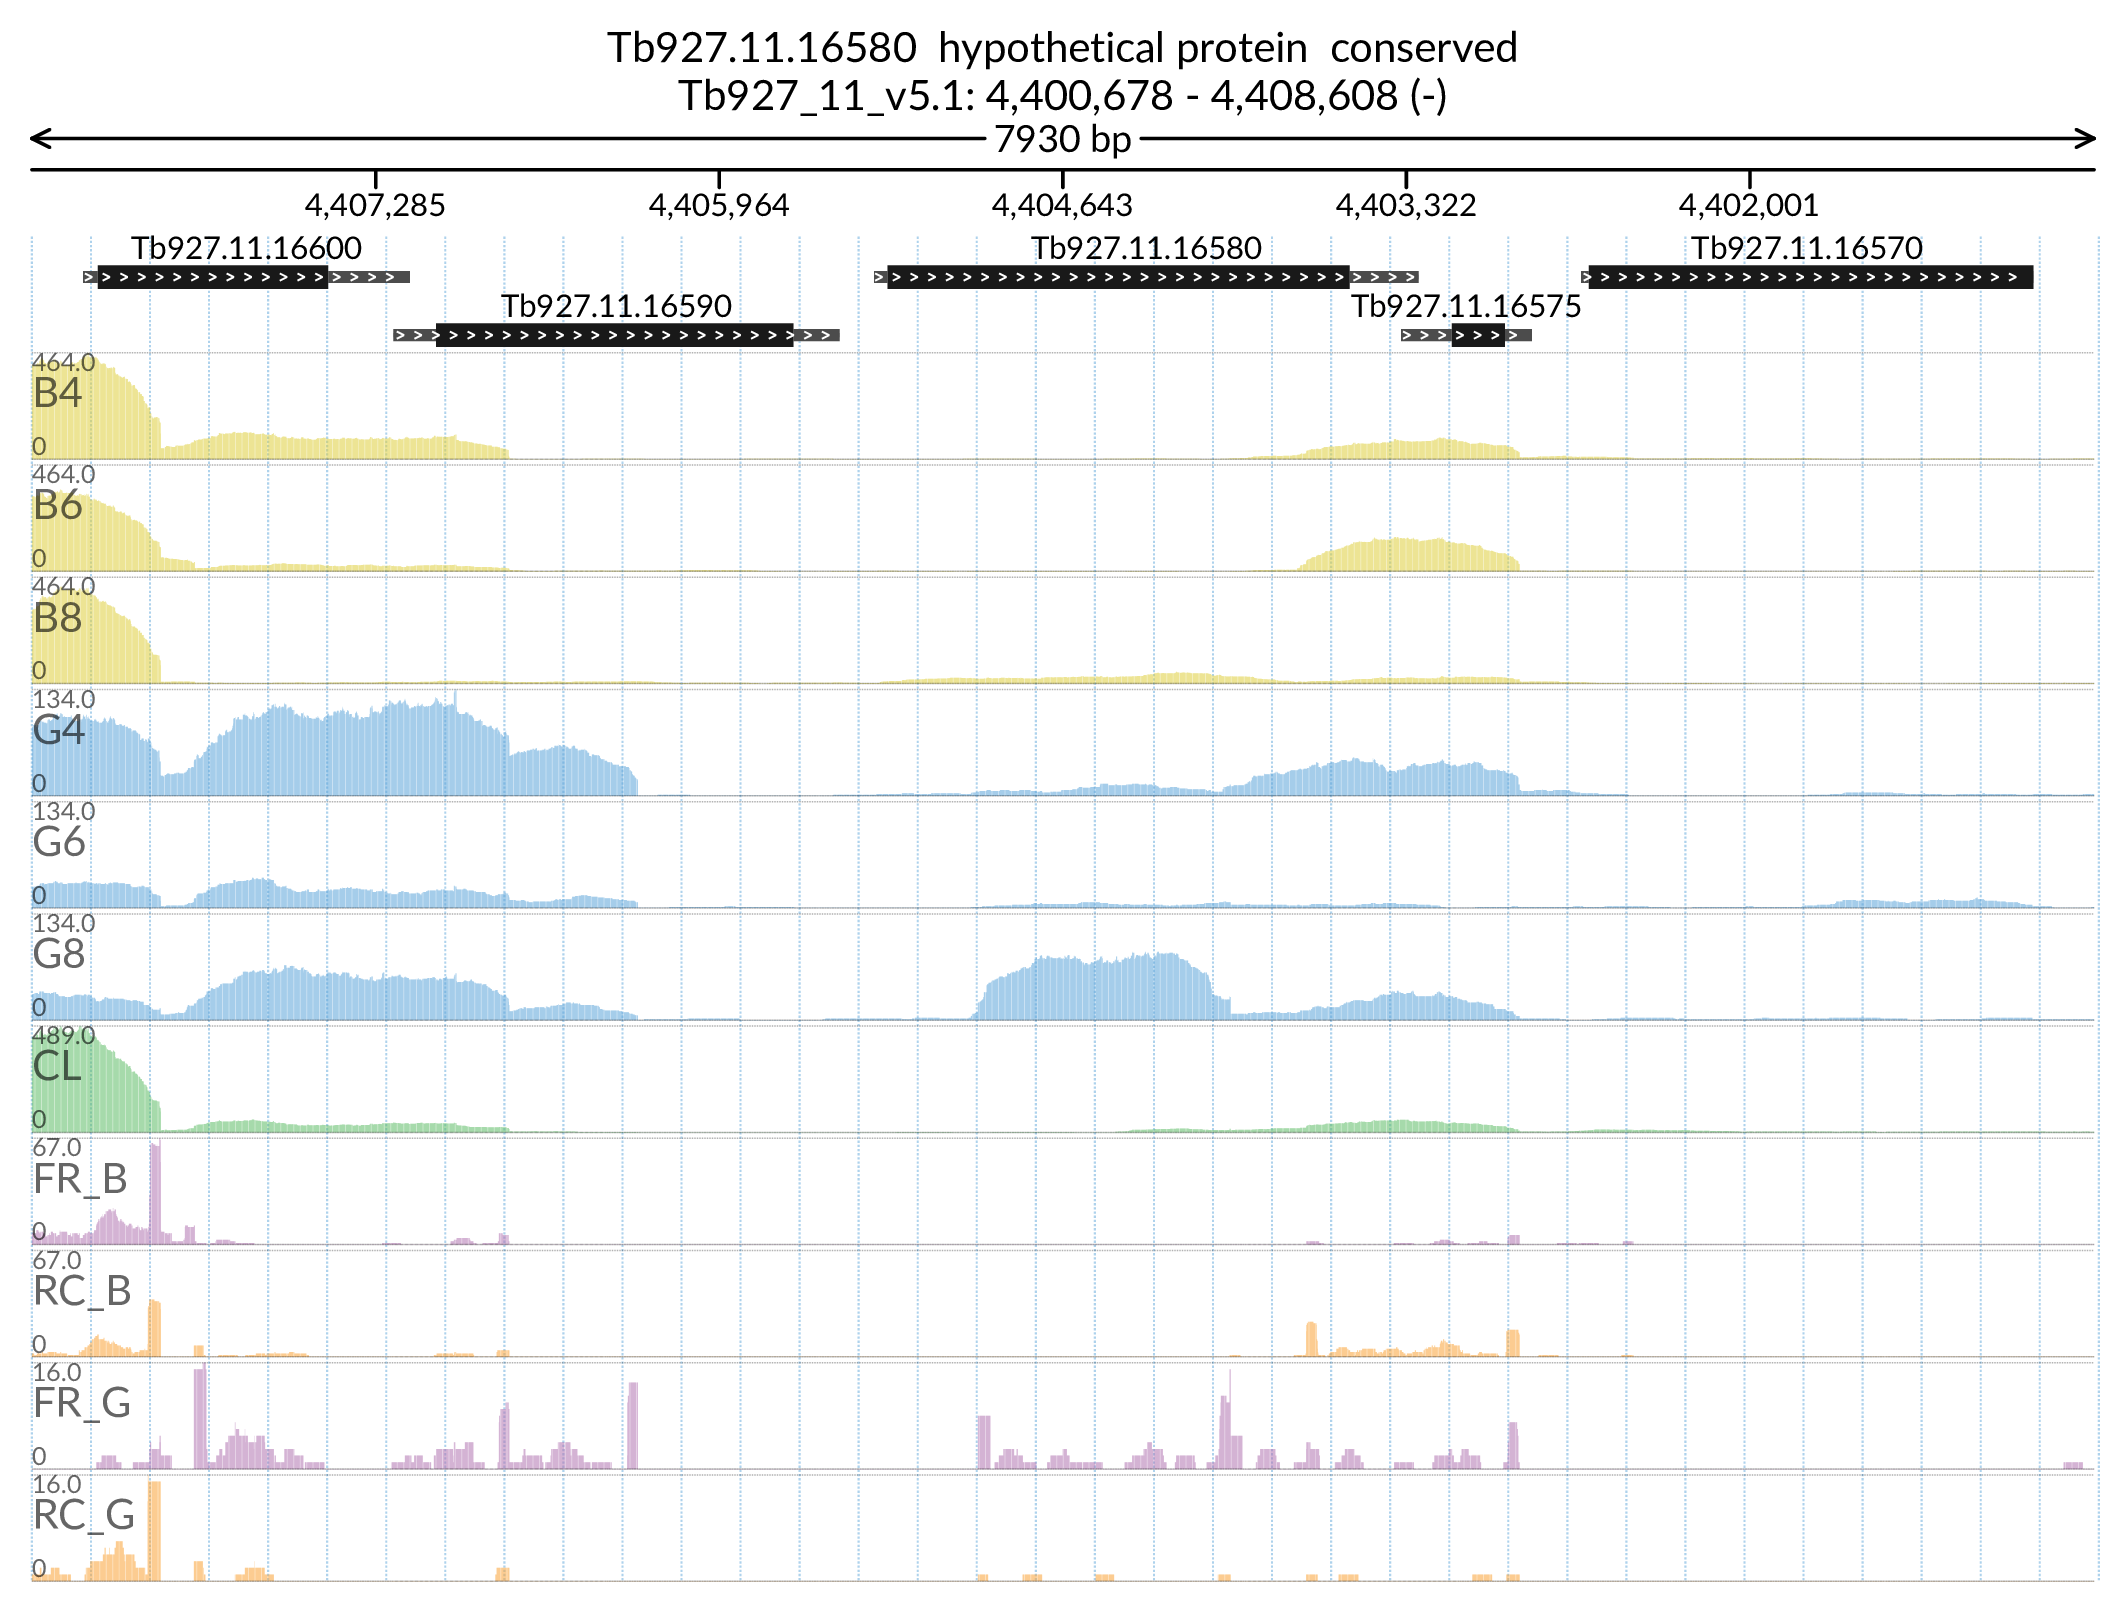 Tb927.11.16580  hypothetical protein  conserved
Tb927_11_v5.1: 4,400,678 - 4,408,608 (-)
7930 bp
4,407,285 4,405,964 4,404,643 4,403,322 4,402,001
Tb927.11.16600 Tb927.11.16580 Tb927.11.16570
Tb927.11.16590 Tb927.11.16575
464.0
B4
0
464.0
B6
0
464.0
B8
0
134.0
G4
0
134.0
G6
0
134.0
G8
0
489.0
CL
0
67.0
FR_B
0
67.0
RC_B
0
16.0
FR_G
0
16.0
RC_G
0